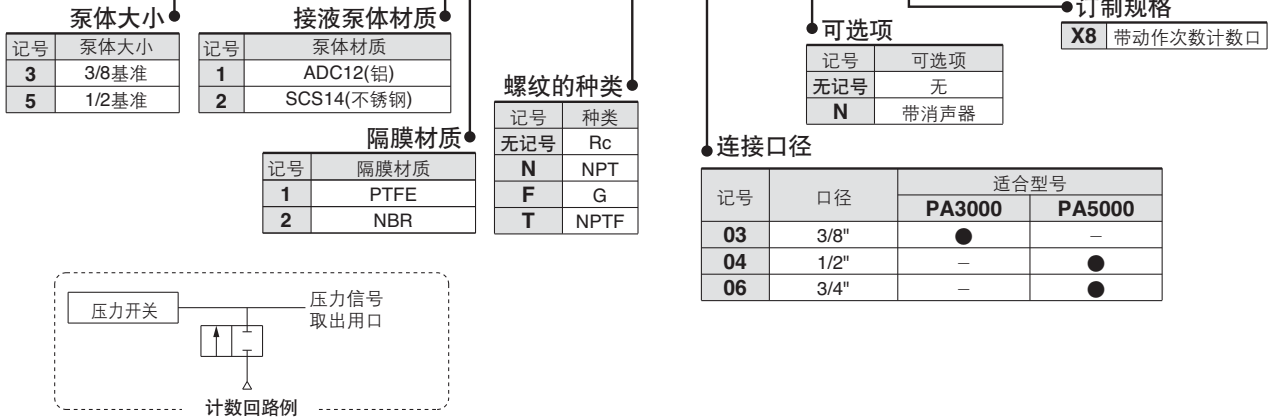 泵体大小
记号 泵体大小
3 3/8基准
5 1/2基准
接液泵体材质
记号 泵体材质
1 ADC12(铝)
2 SCS14(不锈钢)
隔膜材质
记号 隔膜材质
1 PTFE
2 NBR
螺纹的种类
记号 种类
无记号 Rc
N NPT
F G
T NPTF
可选项
记号 可选项
无记号 无
N 带消声器
订制规格
X8 带动作次数计数口
连接口径
记号 口径 适合型号
PA3000 PA5000
03 3/8" ● –
04 1/2" – ●
06 3/4" – ●
压力开关
压力信号
取出用口
计数回路例